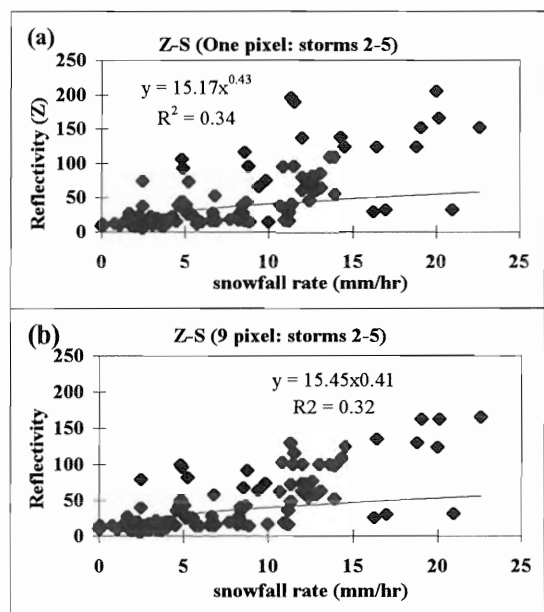 (a)
Z-S (One pixel: storms 2-5)
y = 15.17x^0.43
R² = 0.34
Reflectivity (Z)
250
200
150
100
50
0
0 5 10 15 20 25
snowfall rate (mm/hr)
(b)
Z-S (9 pixel: storms 2-5)
y = 15.45x0.41
R2 = 0.32
Reflectivity
250
200
150
100
50
0
0 5 10 15 20 25
snowfall rate (mm/hr)